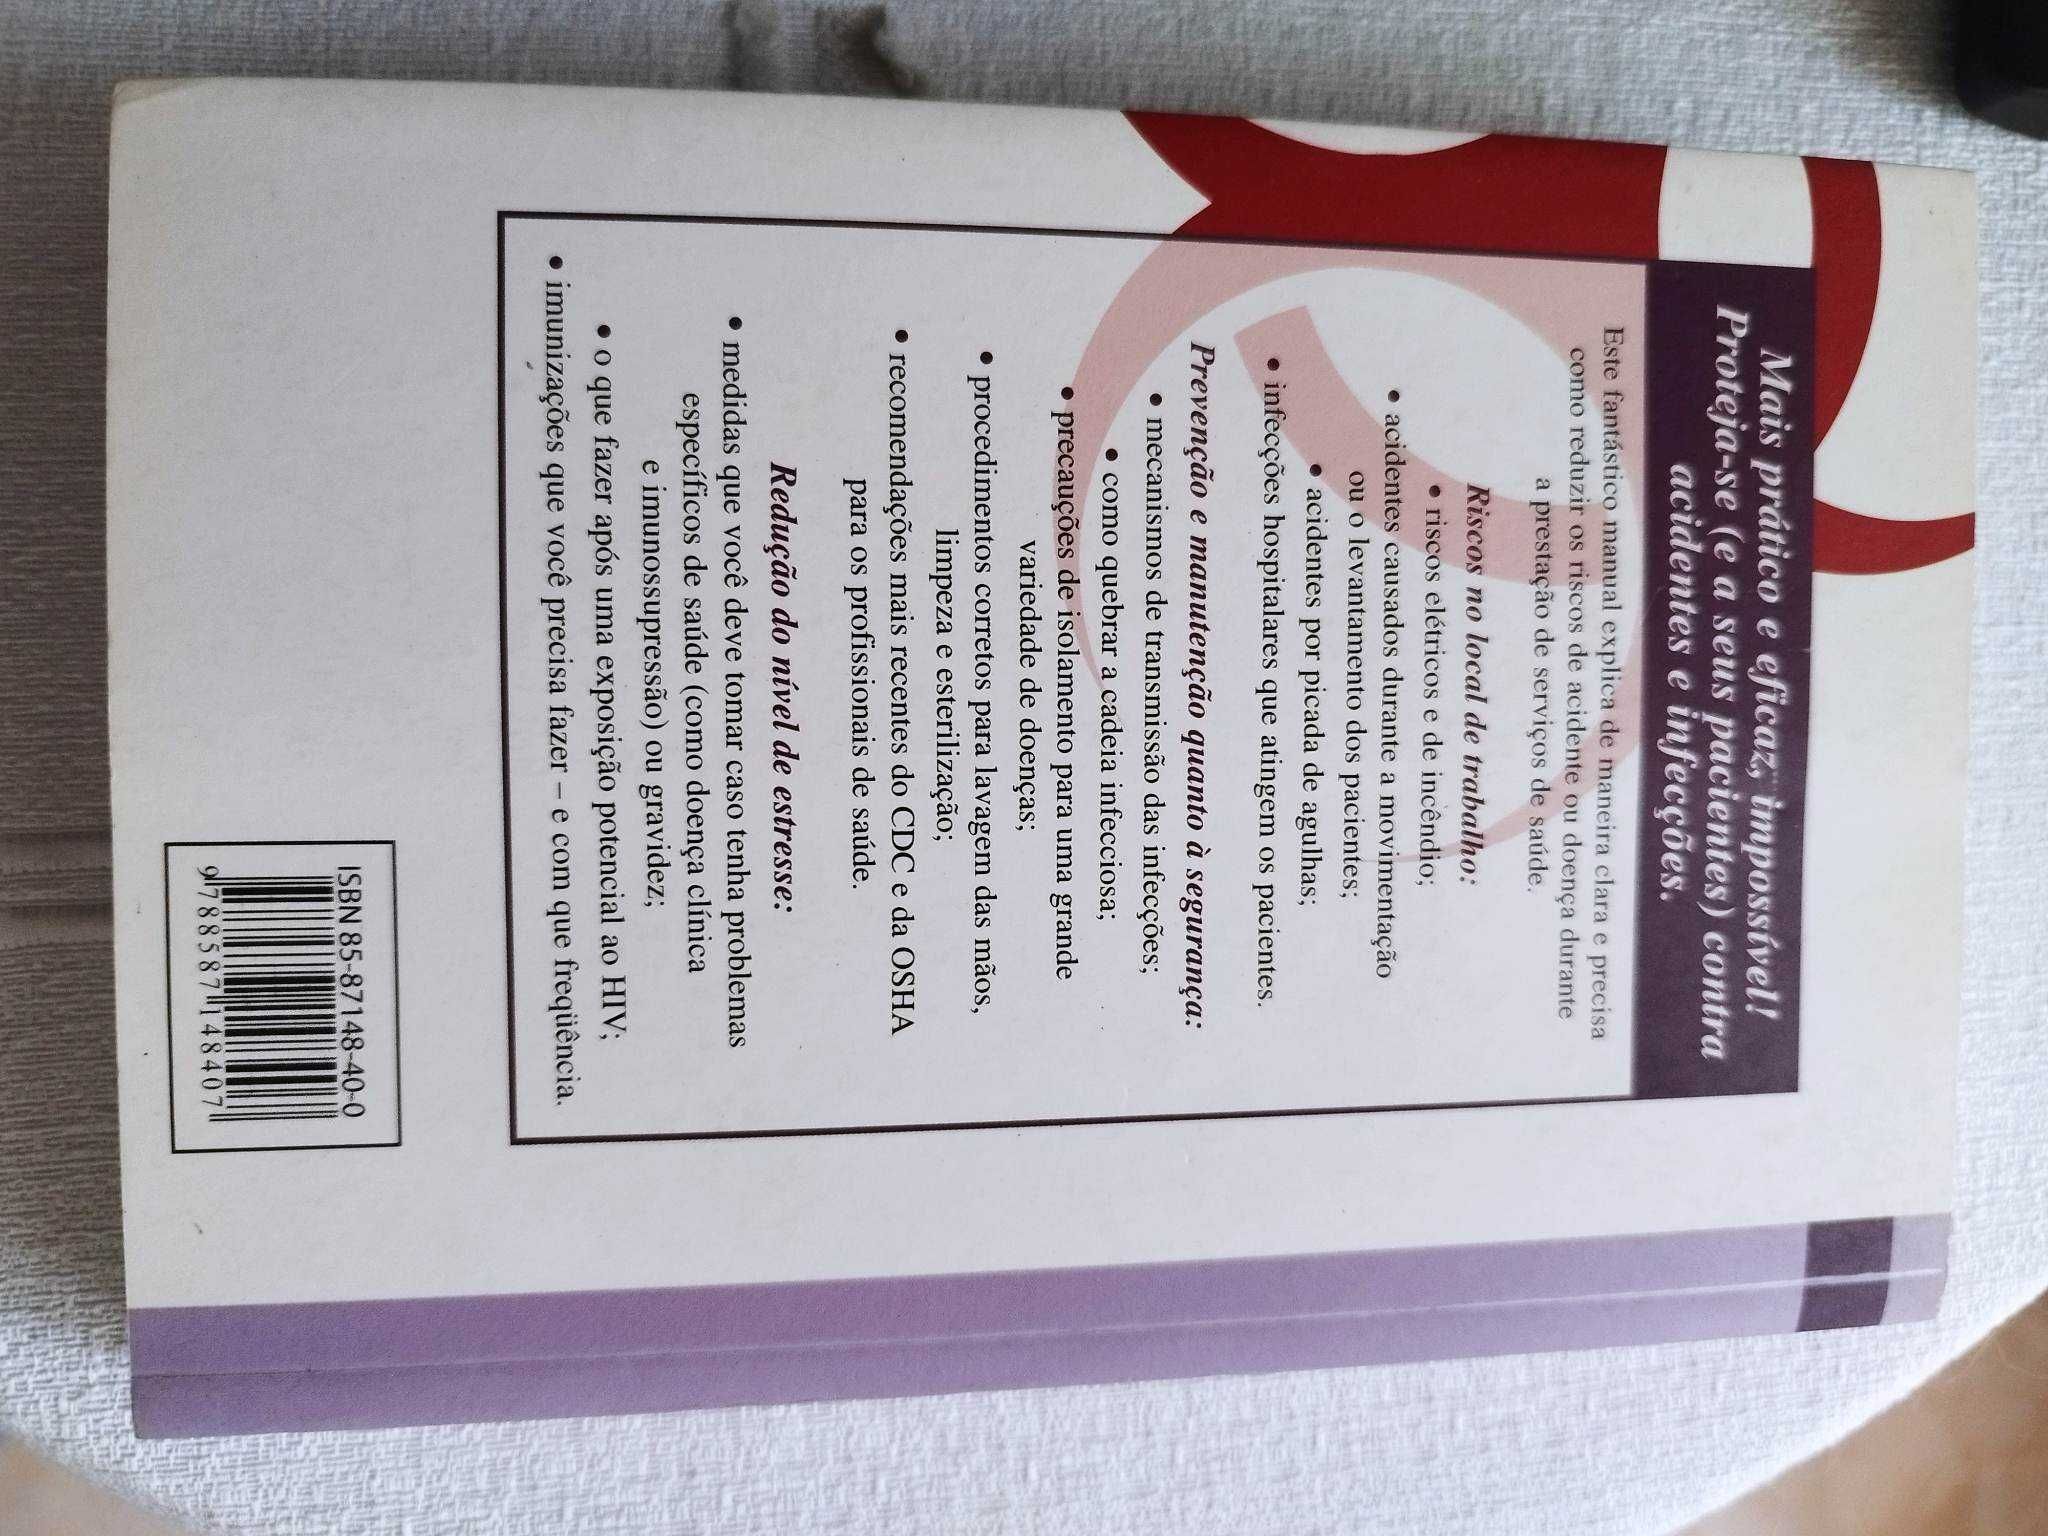 Mais prático e eficaz, impossível!
Proteja-se (e a seus pacientes) contra
acidentes e infecções.
Este fantástico manual explica de maneira clara e precisa
como reduzir os riscos de acidente ou doença durante
a prestação de serviços de saúde.
Riscos no local de trabalho:
• riscos elétricos e de incêndio;
• acidentes causados durante a movimentação
ou o levantamento dos pacientes;
• acidentes por picada de agulhas;
• infecções hospitalares que atingem os pacientes.
Prevenção e manutenção quanto à segurança:
• mecanismos de transmissão das infecções;
• como quebrar a cadeia infecciosa;
• precauções de isolamento para uma grande
variedade de doenças;
• procedimentos corretos para lavagem das mãos,
limpeza e esterilização;
• recomendações mais recentes do CDC e da OSHA
para os profissionais de saúde.
Redução do nível de estresse:
• medidas que você deve tomar caso tenha problemas
específicos de saúde (como doença clínica
e imunossupressão) ou gravidez;
• o que fazer após uma exposição potencial ao HIV;
• imunizações que você precisa fazer – e com que freqüência.
ISBN 85-87148-40-0
9 788587 148407